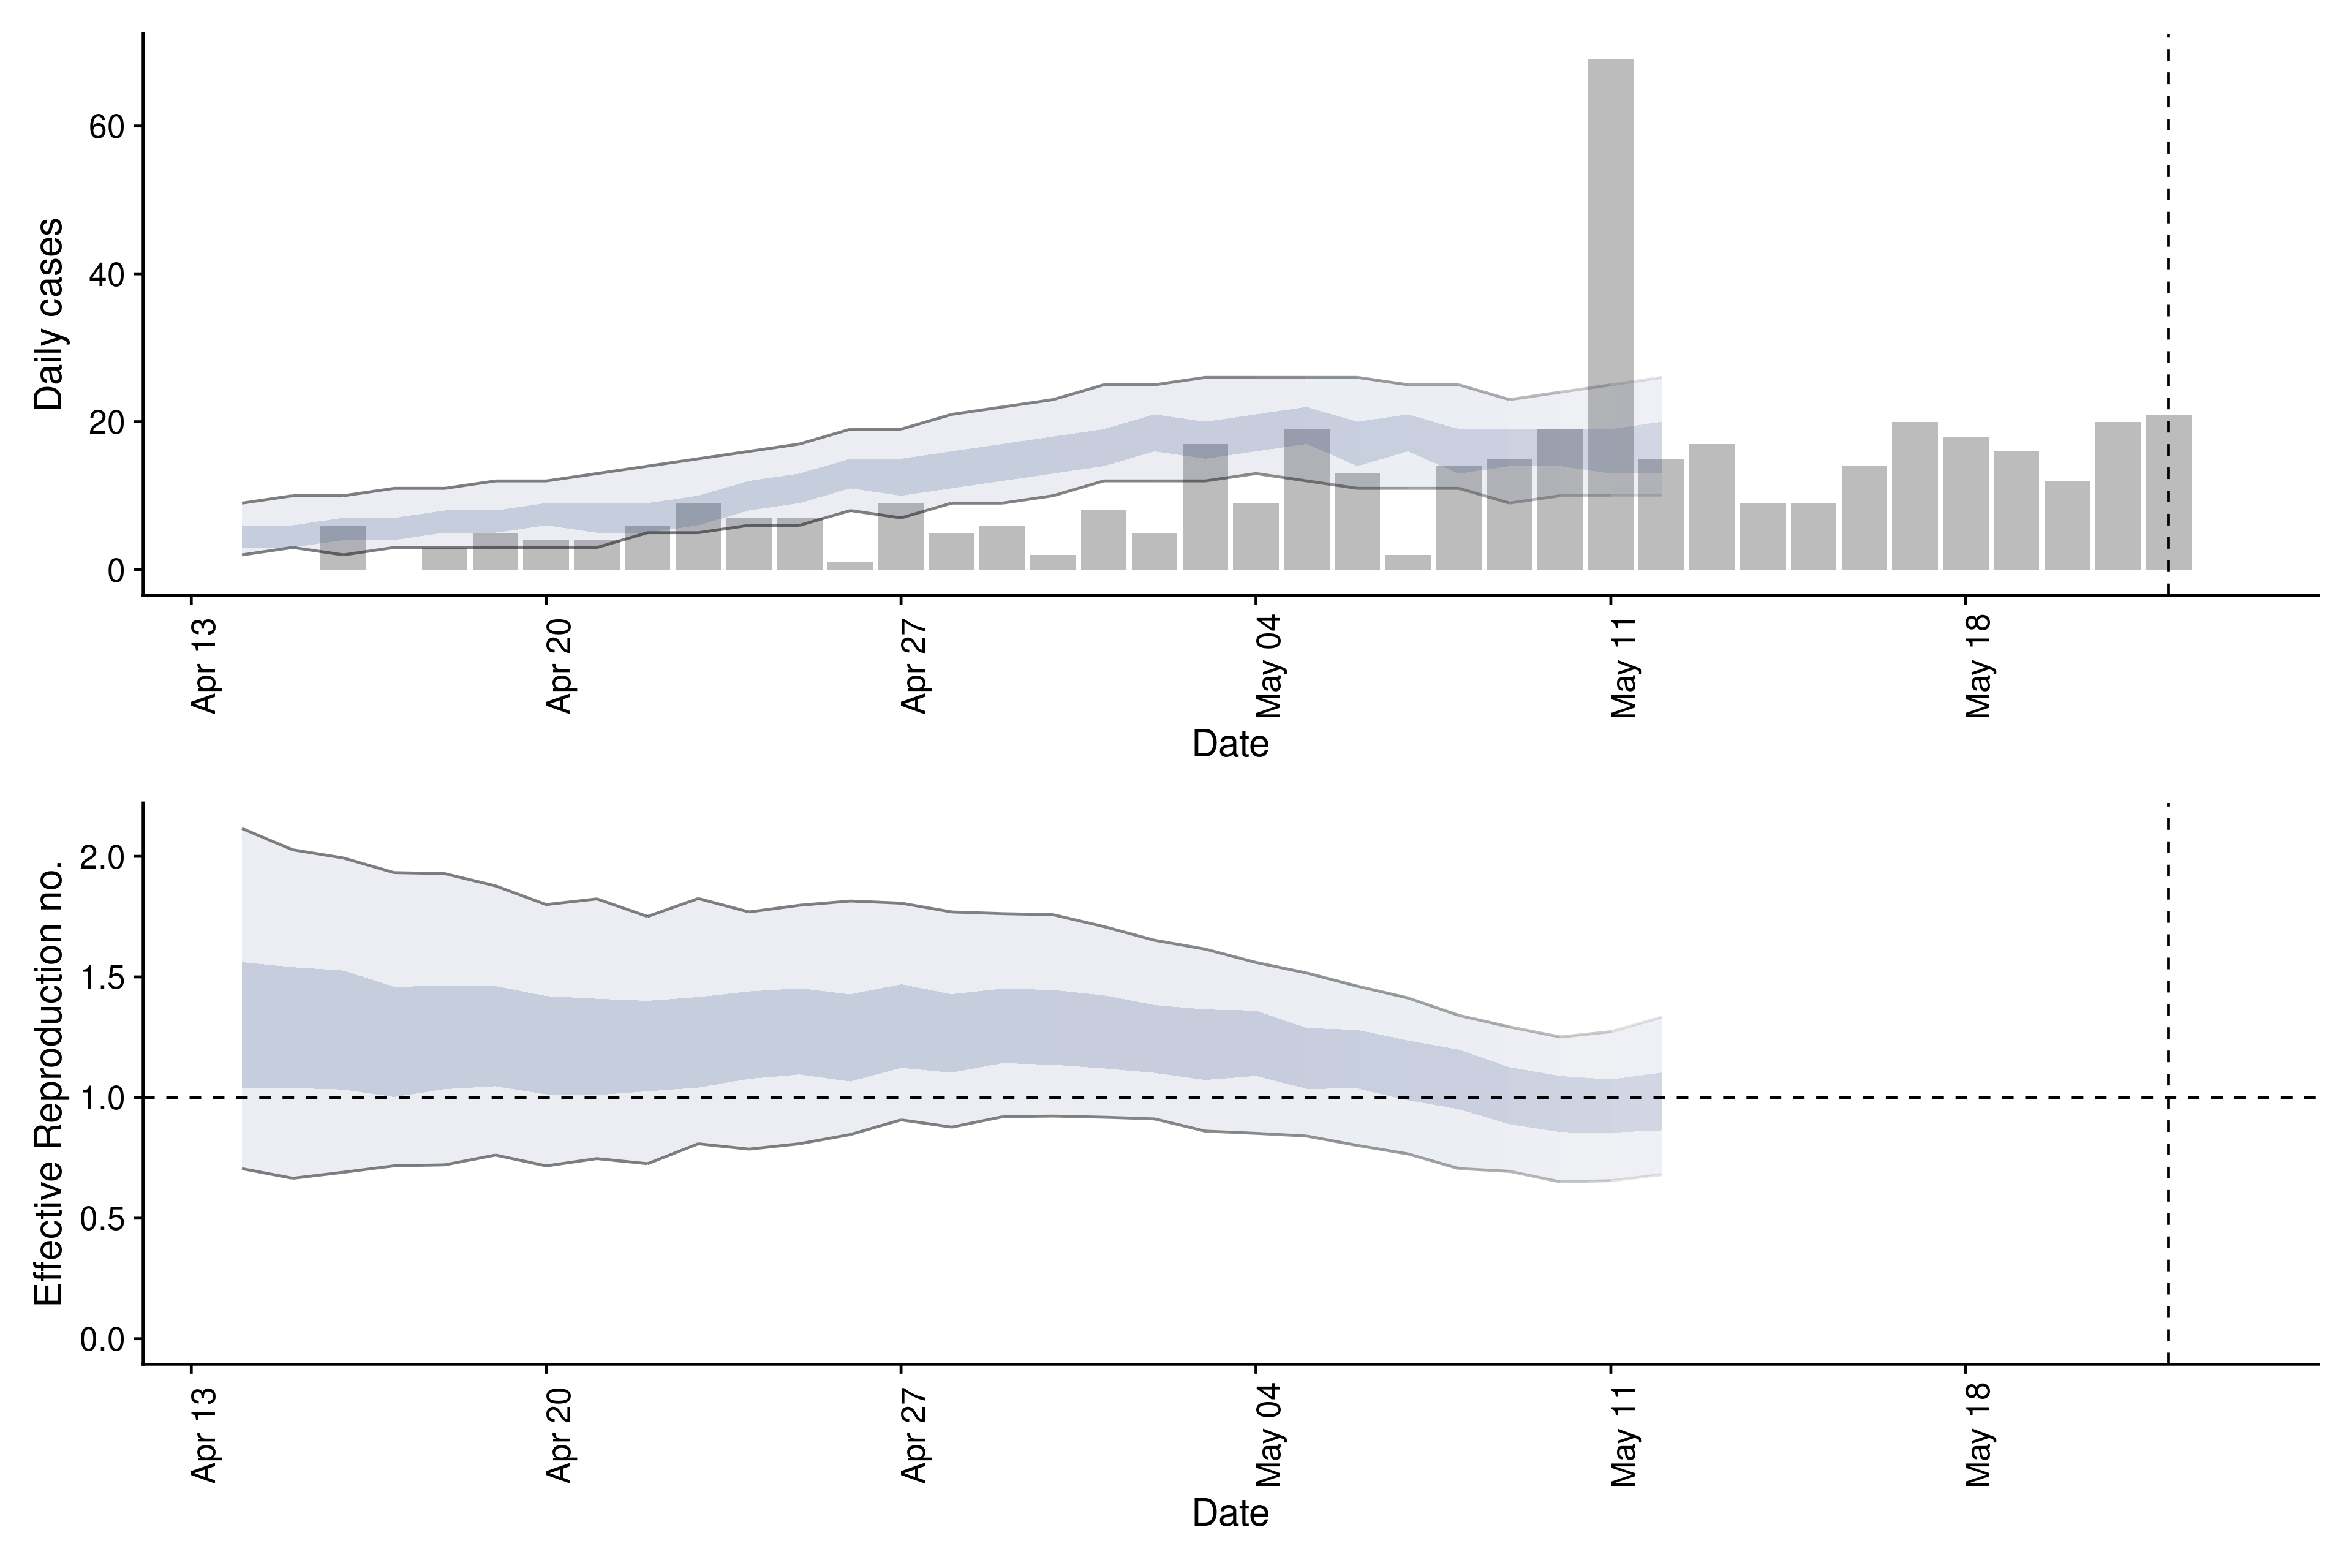 Daily cases
60
40
20
0
Apr 13
Apr 20
Apr 27
May 04
May 11
May 18
Date
Effective Reproduction no.
2.0
1.5
1.0
0.5
0.0
Apr 13
Apr 20
Apr 27
May 04
May 11
May 18
Date